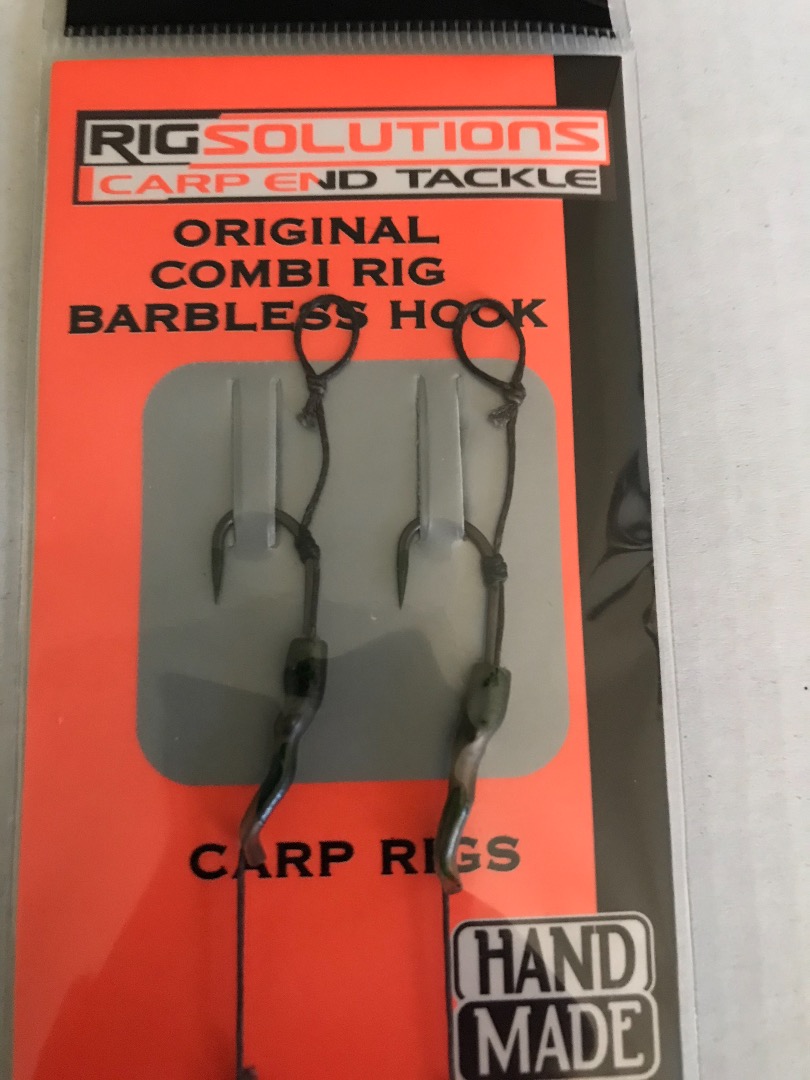 RIGSOLUTIONS
CARP END TACKLE
ORIGINAL
COMBI RIG
BARBLESS HOOK
CARP RIGS
HAND
MADE